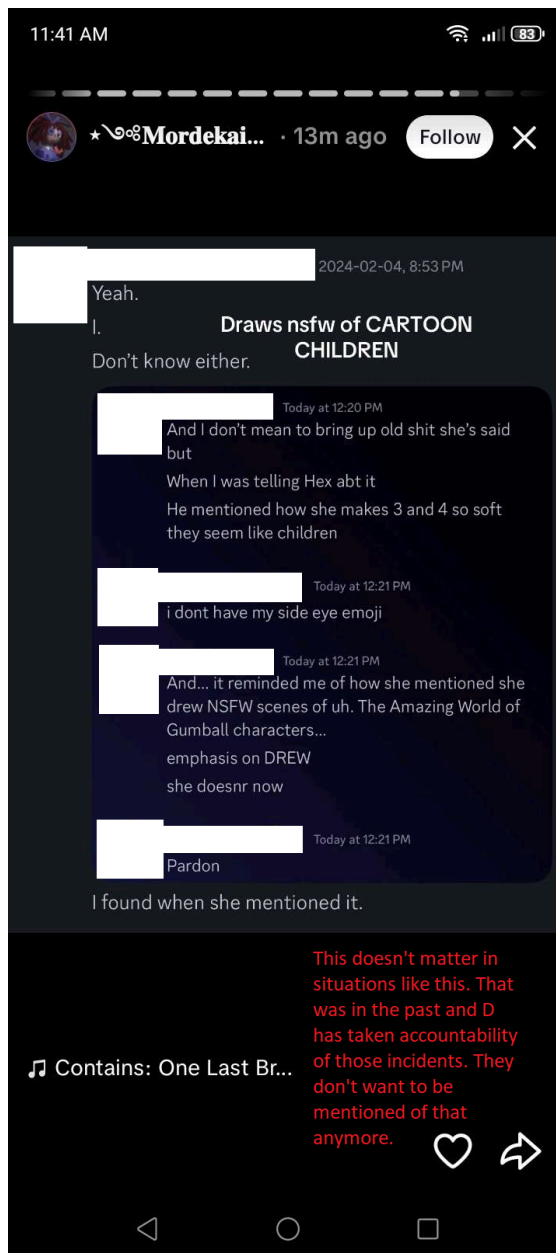 11:41 AM
83
⋆༺𓆩Mordekai... · 13m ago
Follow
2024-02-04, 8:53 PM
Yeah.
I.
Draws nsfw of CARTOON
CHILDREN
Don't know either.
Today at 12:20 PM
And I don't mean to bring up old shit she's said
but
When I was telling Hex abt it
He mentioned how she makes 3 and 4 so soft
they seem like children
Today at 12:21 PM
i dont have my side eye emoji
Today at 12:21 PM
And... it reminded me of how she mentioned she
drew NSFW scenes of uh. The Amazing World of
Gumball characters...
emphasis on DREW
she doesnr now
Today at 12:21 PM
Pardon
I found when she mentioned it.
This doesn't matter in
situations like this. That
was in the past and D
has taken accountability
of those incidents. They
don't want to be
mentioned of that
anymore.
♫ Contains: One Last Br...